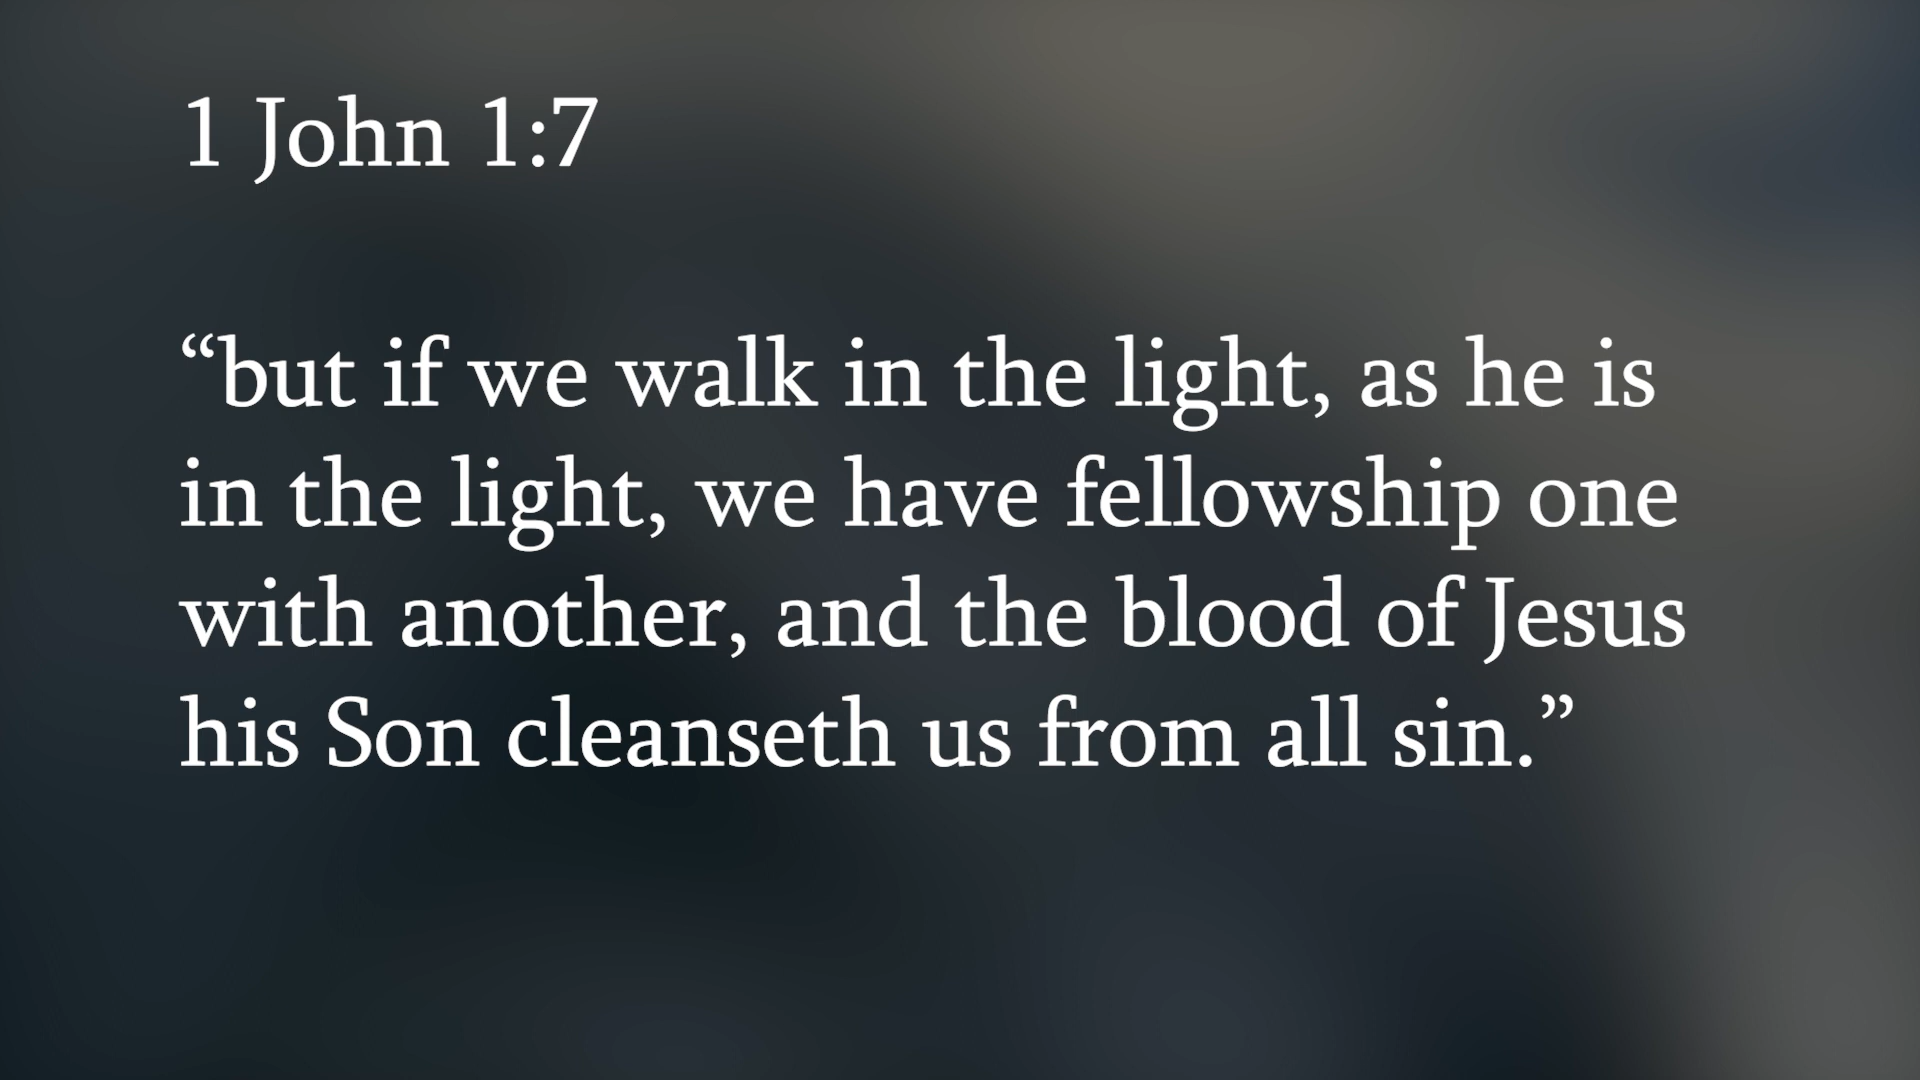 1 John 1:7
“but if we walk in the light, as he is
in the light, we have fellowship one
with another, and the blood of Jesus
his Son cleanseth us from all sin.”